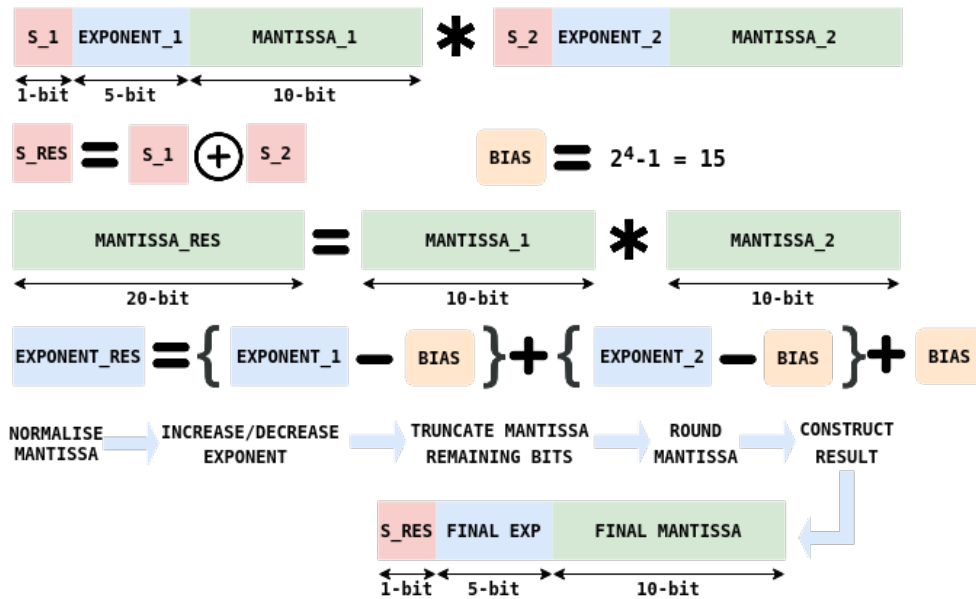 S_1 EXPONENT_1 MANTISSA_1 * S_2 EXPONENT_2 MANTISSA_2
1-bit 5-bit 10-bit
S_RES = S_1 + S_2 BIAS = 2⁴-1 = 15
MANTISSA_RES = MANTISSA_1 * MANTISSA_2
20-bit 10-bit 10-bit
EXPONENT_RES = { EXPONENT_1 − BIAS } + { EXPONENT_2 − BIAS } + BIAS
NORMALISE
MANTISSA
INCREASE/DECREASE
EXPONENT
TRUNCATE MANTISSA
REMAINING BITS
ROUND
MANTISSA
CONSTRUCT
RESULT
S_RES FINAL EXP FINAL MANTISSA
1-bit 5-bit 10-bit